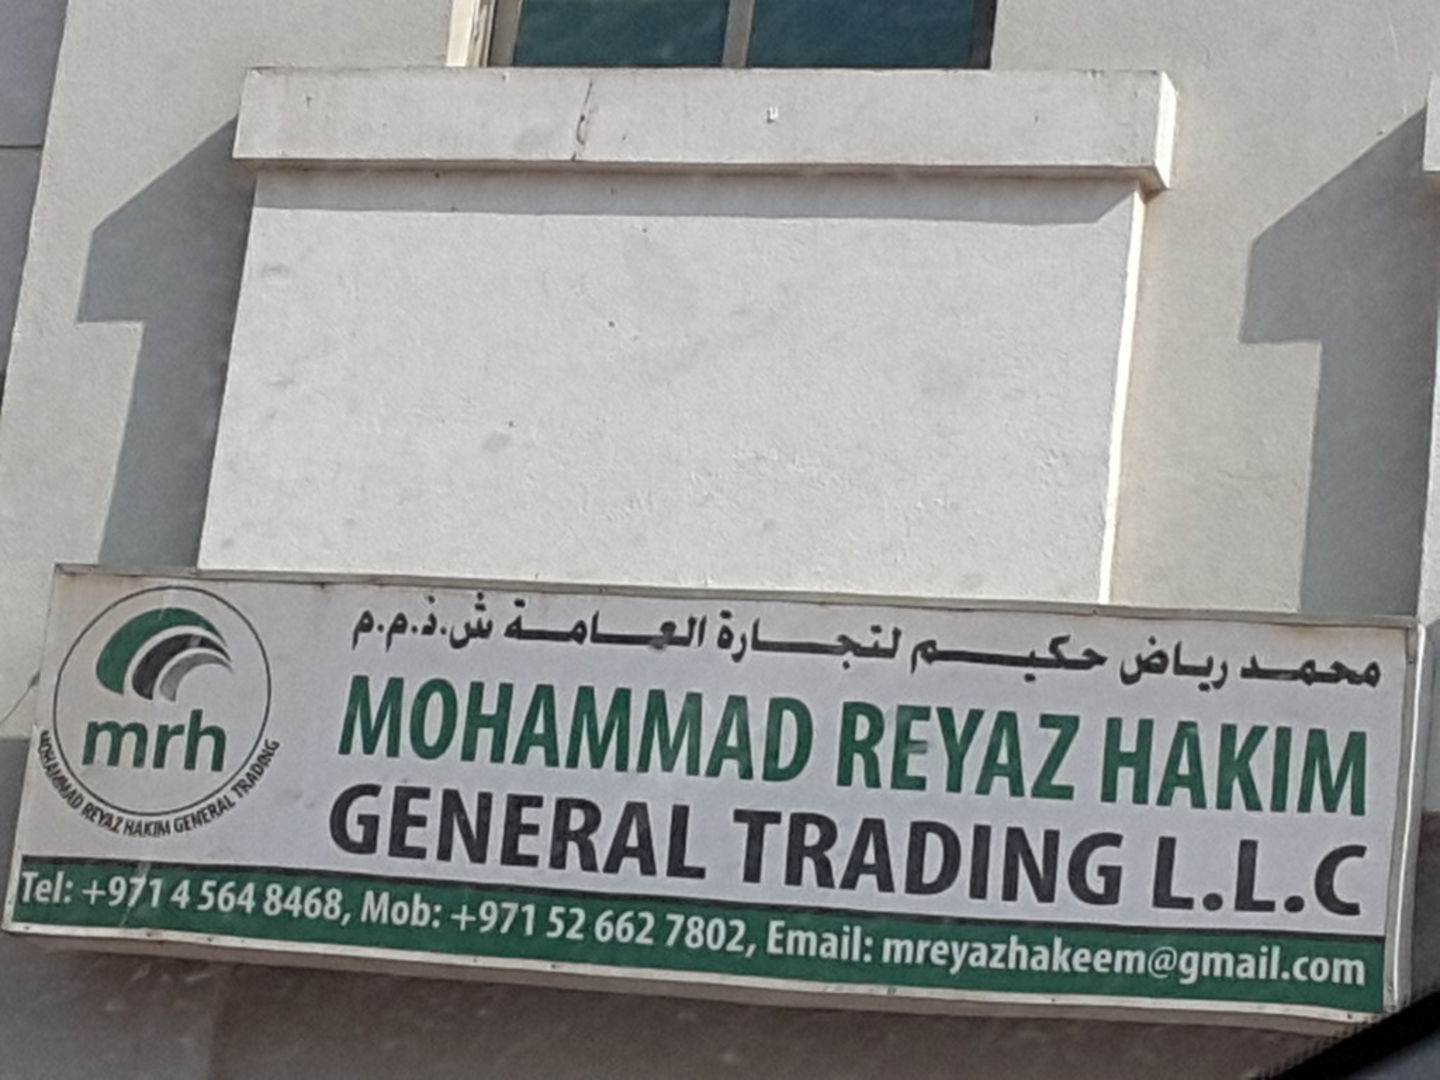 محمد رياض حكيم لتجارة العامة ش.ذ.م.م
MOHAMMAD REYAZ HAKIM
GENERAL TRADING L.L.C
mrh
MOHAMMAD REYAZ HAKIM GENERAL TRADING
Tel: +971 4 564 8468, Mob: +971 52 662 7802, Email: mreyazhakeem@gmail.com